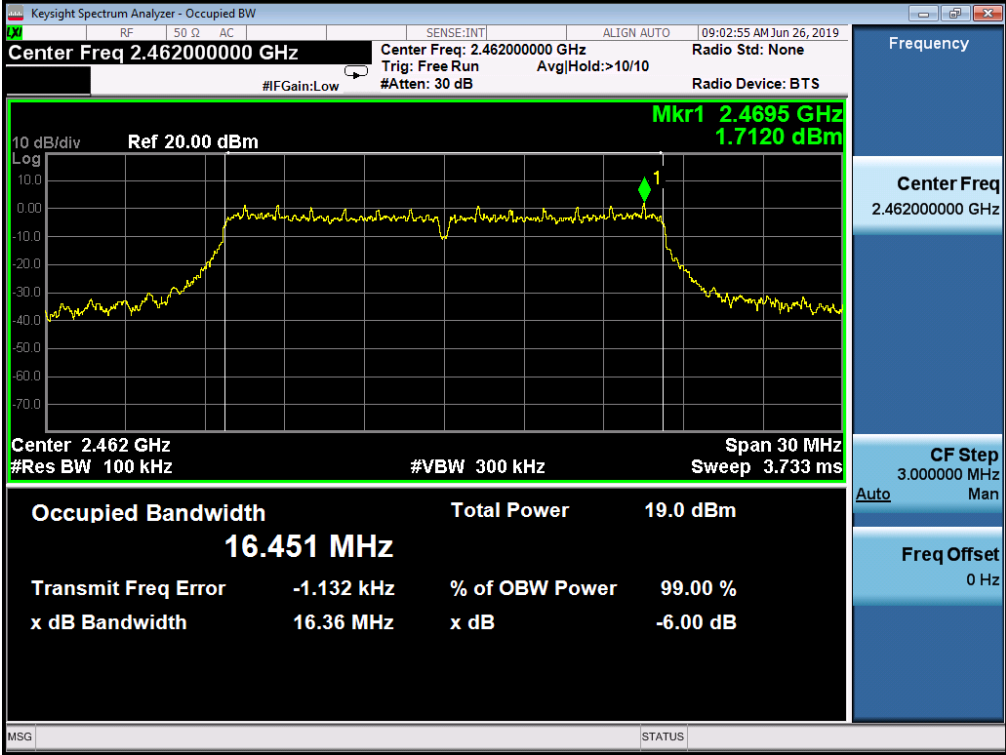 Keysight Spectrum Analyzer - Occupied BW
LXI RF 50 Ω AC SENSE:INT ALIGN AUTO 09:02:55 AM Jun 26, 2019
Center Freq 2.462000000 GHz
Center Freq: 2.462000000 GHz Radio Std: None
Trig: Free Run Avg|Hold:>10/10
#IFGain:Low #Atten: 30 dB Radio Device: BTS
Mkr1 2.4695 GHz
1.7120 dBm
10 dB/div Ref 20.00 dBm
Log
10.0
0.00
-10.0
-20.0
-30.0
-40.0
-50.0
-60.0
-70.0
1
Center 2.462 GHz Span 30 MHz
#Res BW 100 kHz #VBW 300 kHz Sweep 3.733 ms
Occupied Bandwidth Total Power 19.0 dBm
16.451 MHz
Transmit Freq Error -1.132 kHz % of OBW Power 99.00 %
x dB Bandwidth 16.36 MHz x dB -6.00 dB
Frequency
Center Freq
2.462000000 GHz
CF Step
3.000000 MHz
Auto Man
Freq Offset
0 Hz
MSG STATUS